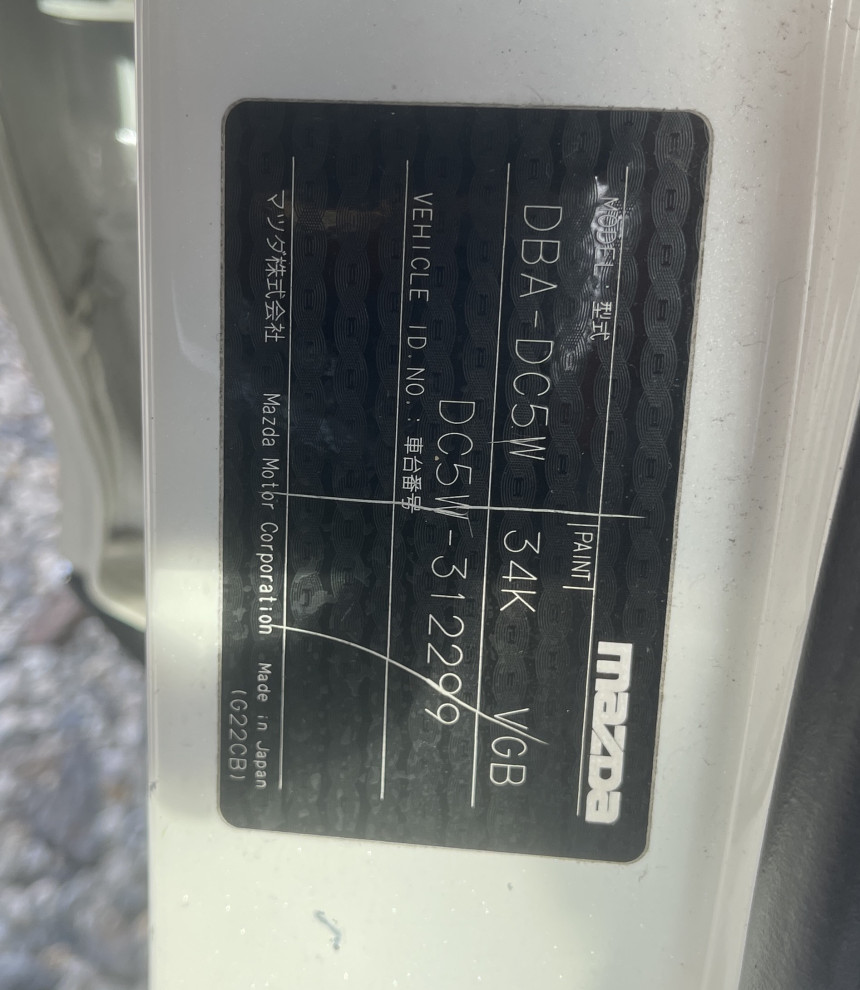 mazDa
MODEL : 型式
PAINT
DBA-DC5W 34K VGB
DC5W-312299
VEHICLE ID.NO. : 車台番号
マツダ株式会社 Mazda Motor Corporation Made in Japan
(G22CB)